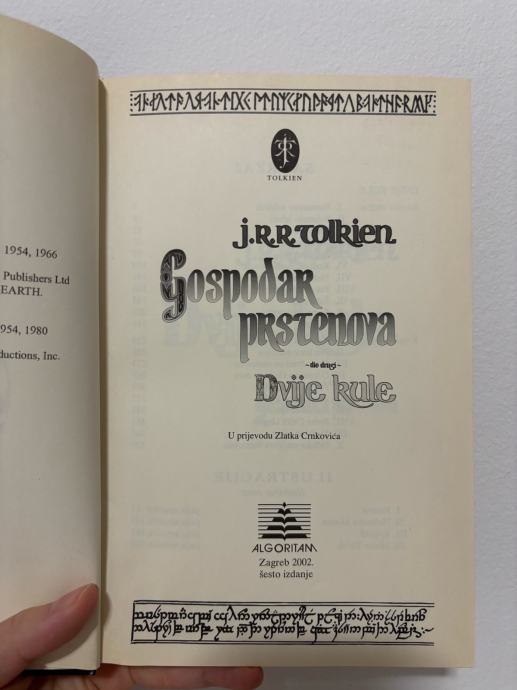 1954, 1966
Publishers Ltd
EARTH.
954, 1980
ductions, Inc.
TOLKIEN
J.R.R. Tolkien
Gospodar
prstenova
~ dio drugi ~
Dvije kule
U prijevodu Zlatka Crnkovića
ALGORITAM
Zagreb 2002.
šesto izdanje